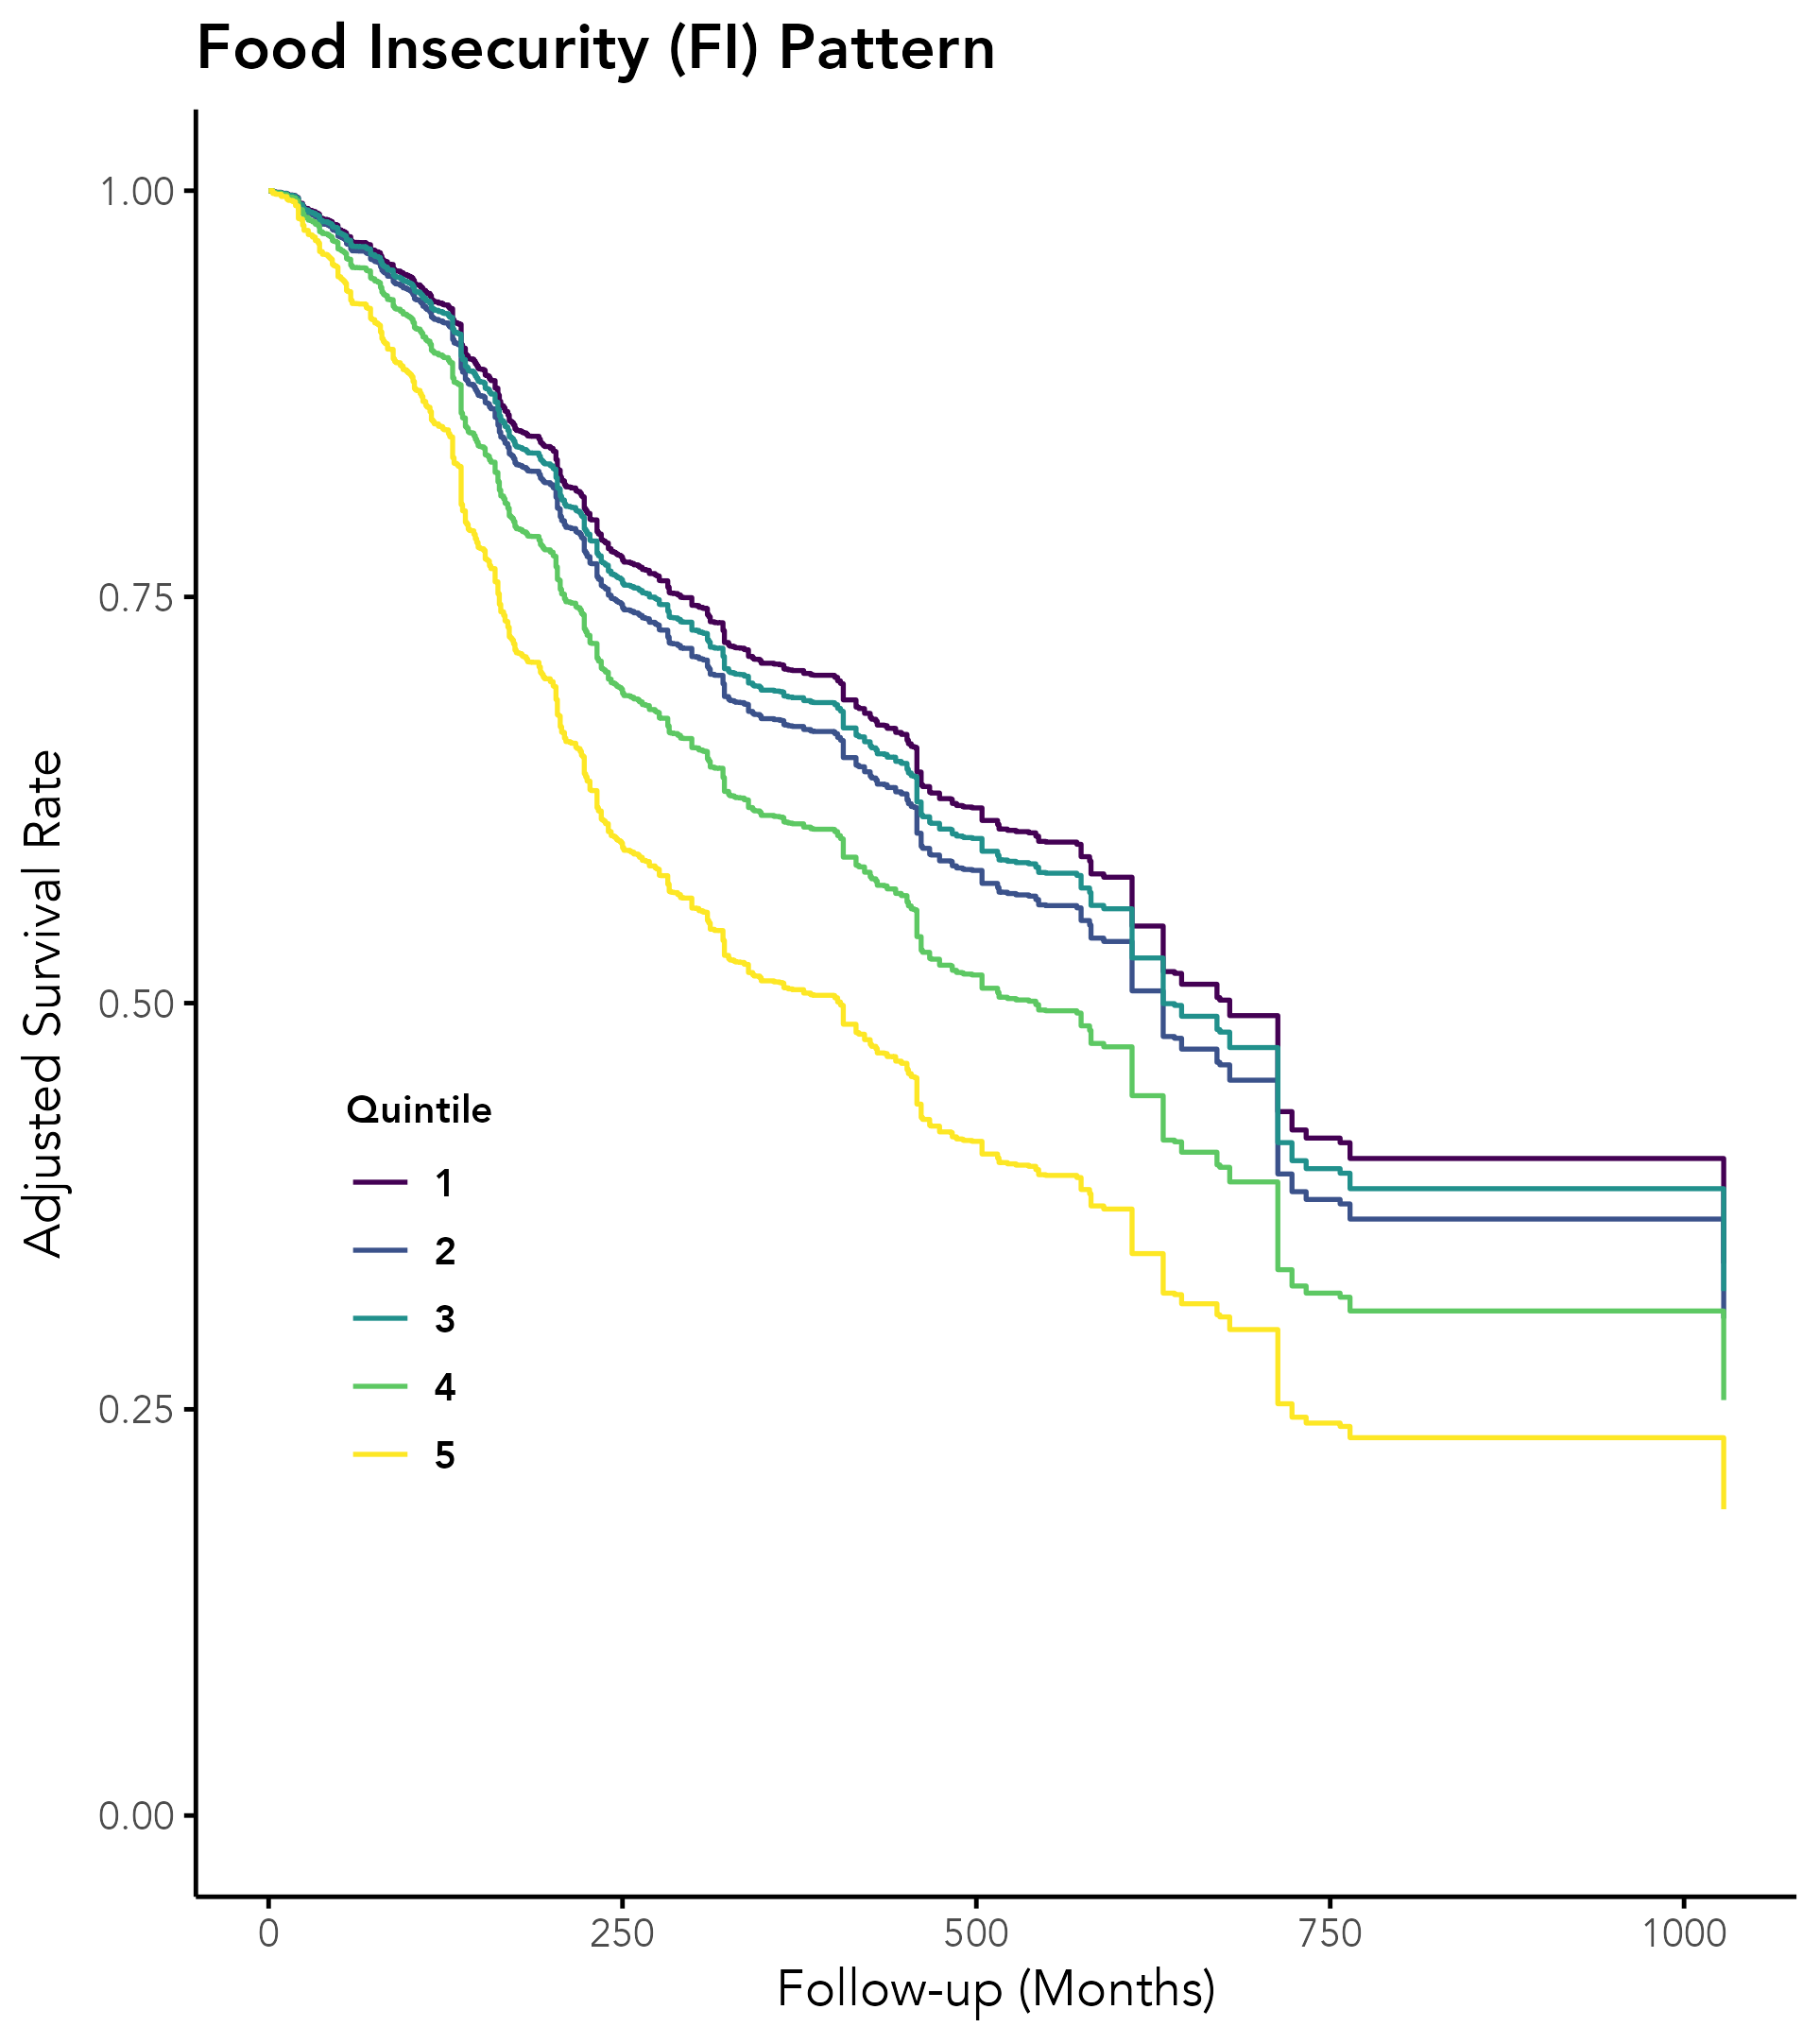 Food Insecurity (FI) Pattern
Adjusted Survival Rate
1.00
0.75
0.50
0.25
0.00
Quintile
1
2
3
4
5
0 250 500 750 1000
Follow-up (Months)